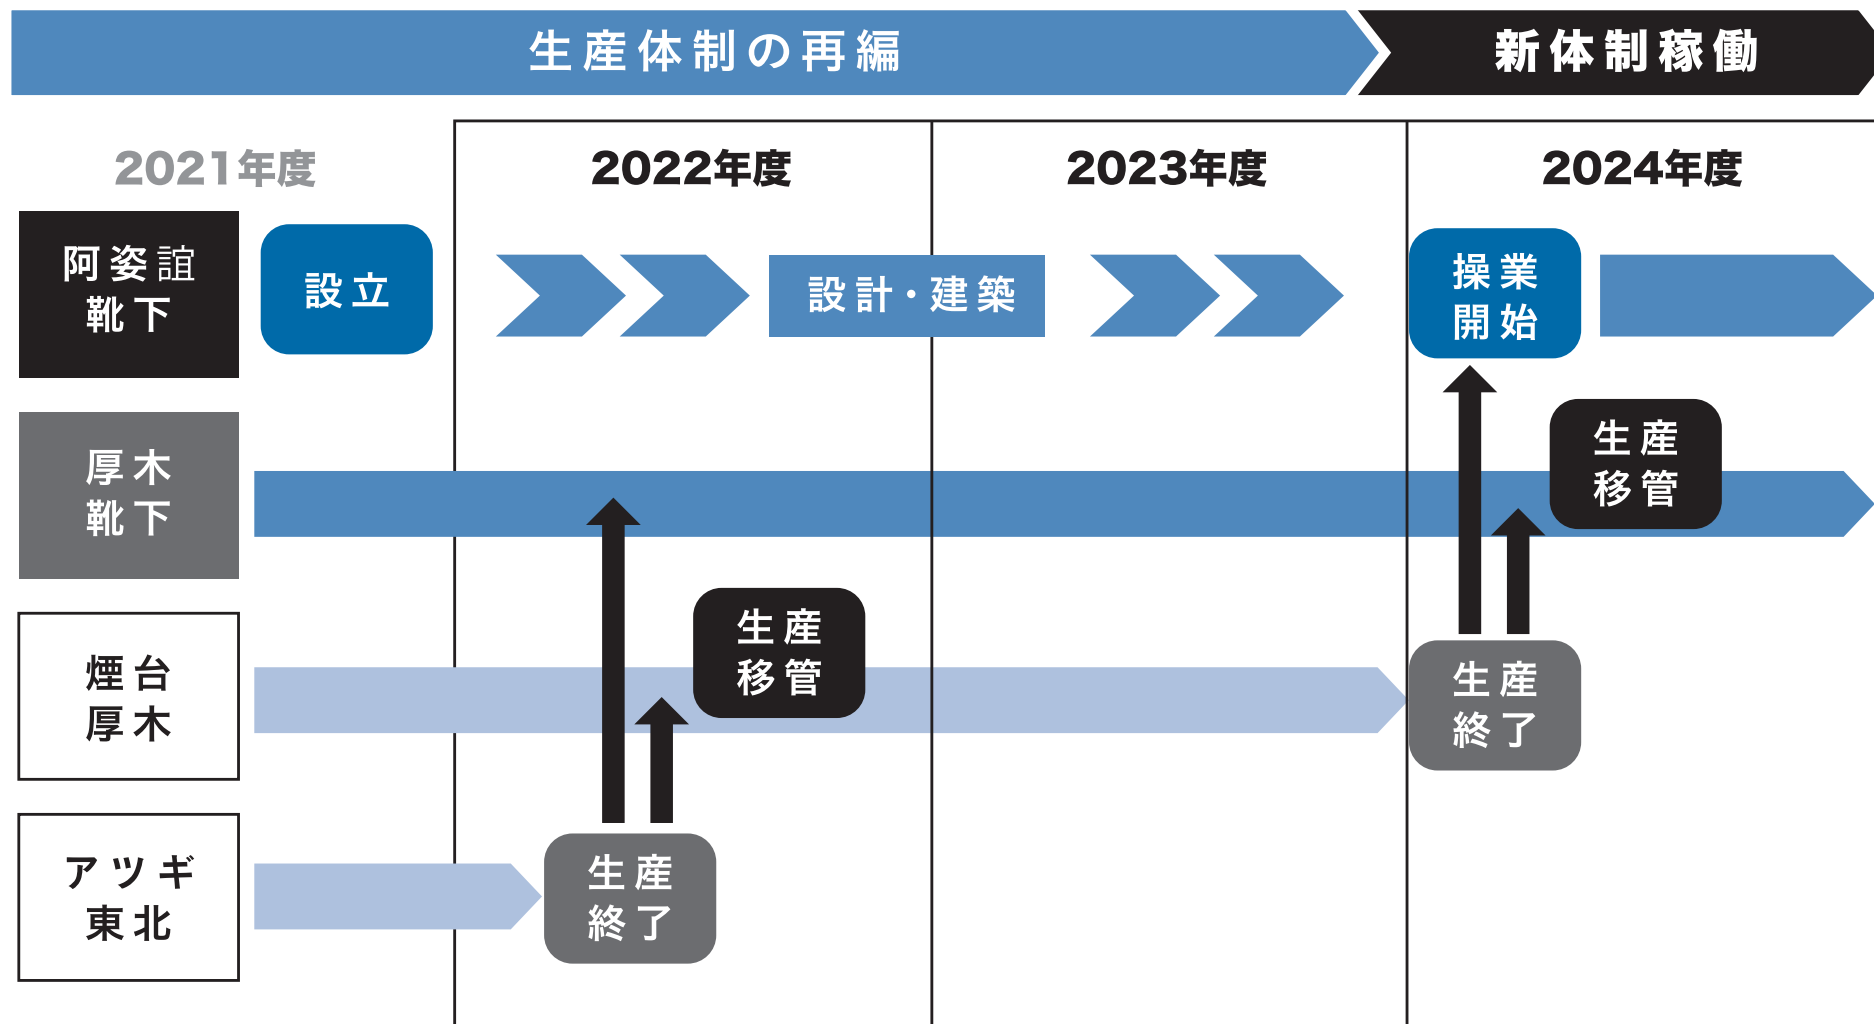 生産体制の再編
新体制稼働
2021年度
2022年度
2023年度
2024年度
阿姿誼
靴下
設立
設計・建築
操業
開始
厚木
靴下
生産
移管
煙台
厚木
生産
移管
生産
終了
アツギ
東北
生産
終了